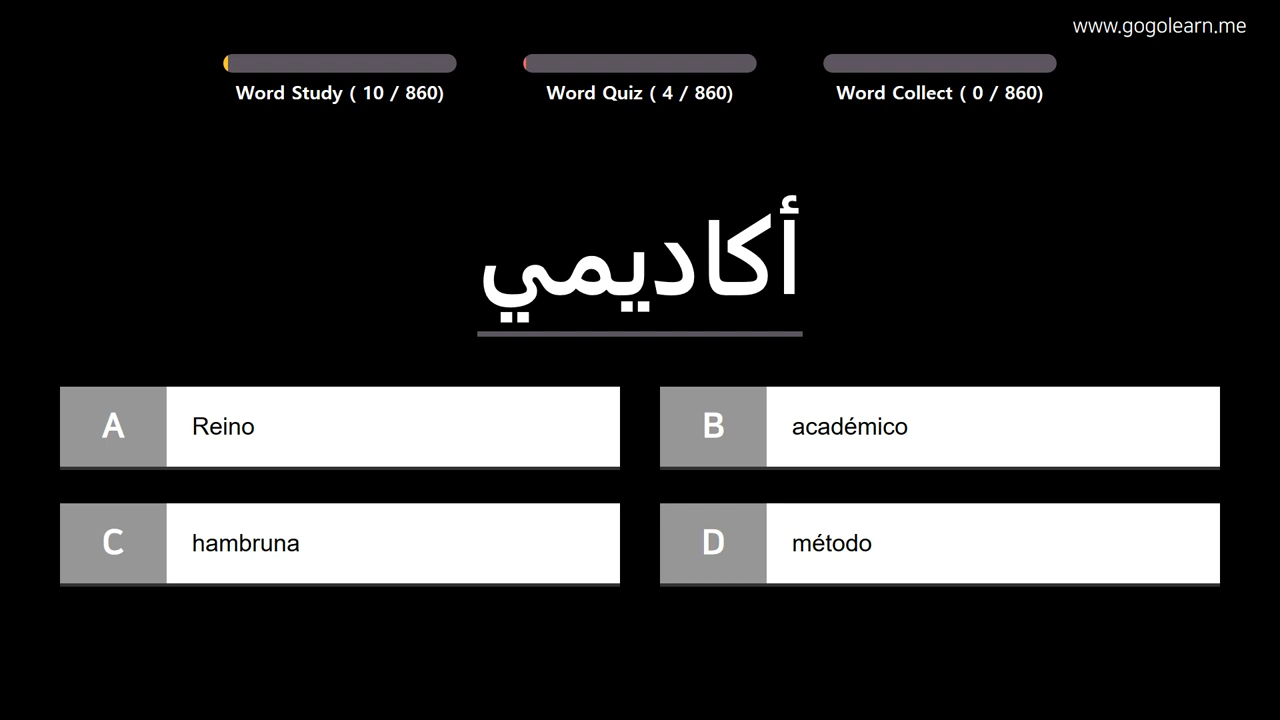 www.gogolearn.me
Word Study ( 10 / 860)
Word Quiz ( 4 / 860)
Word Collect ( 0 / 860)
أكاديمي
A Reino
B académico
C hambruna
D método